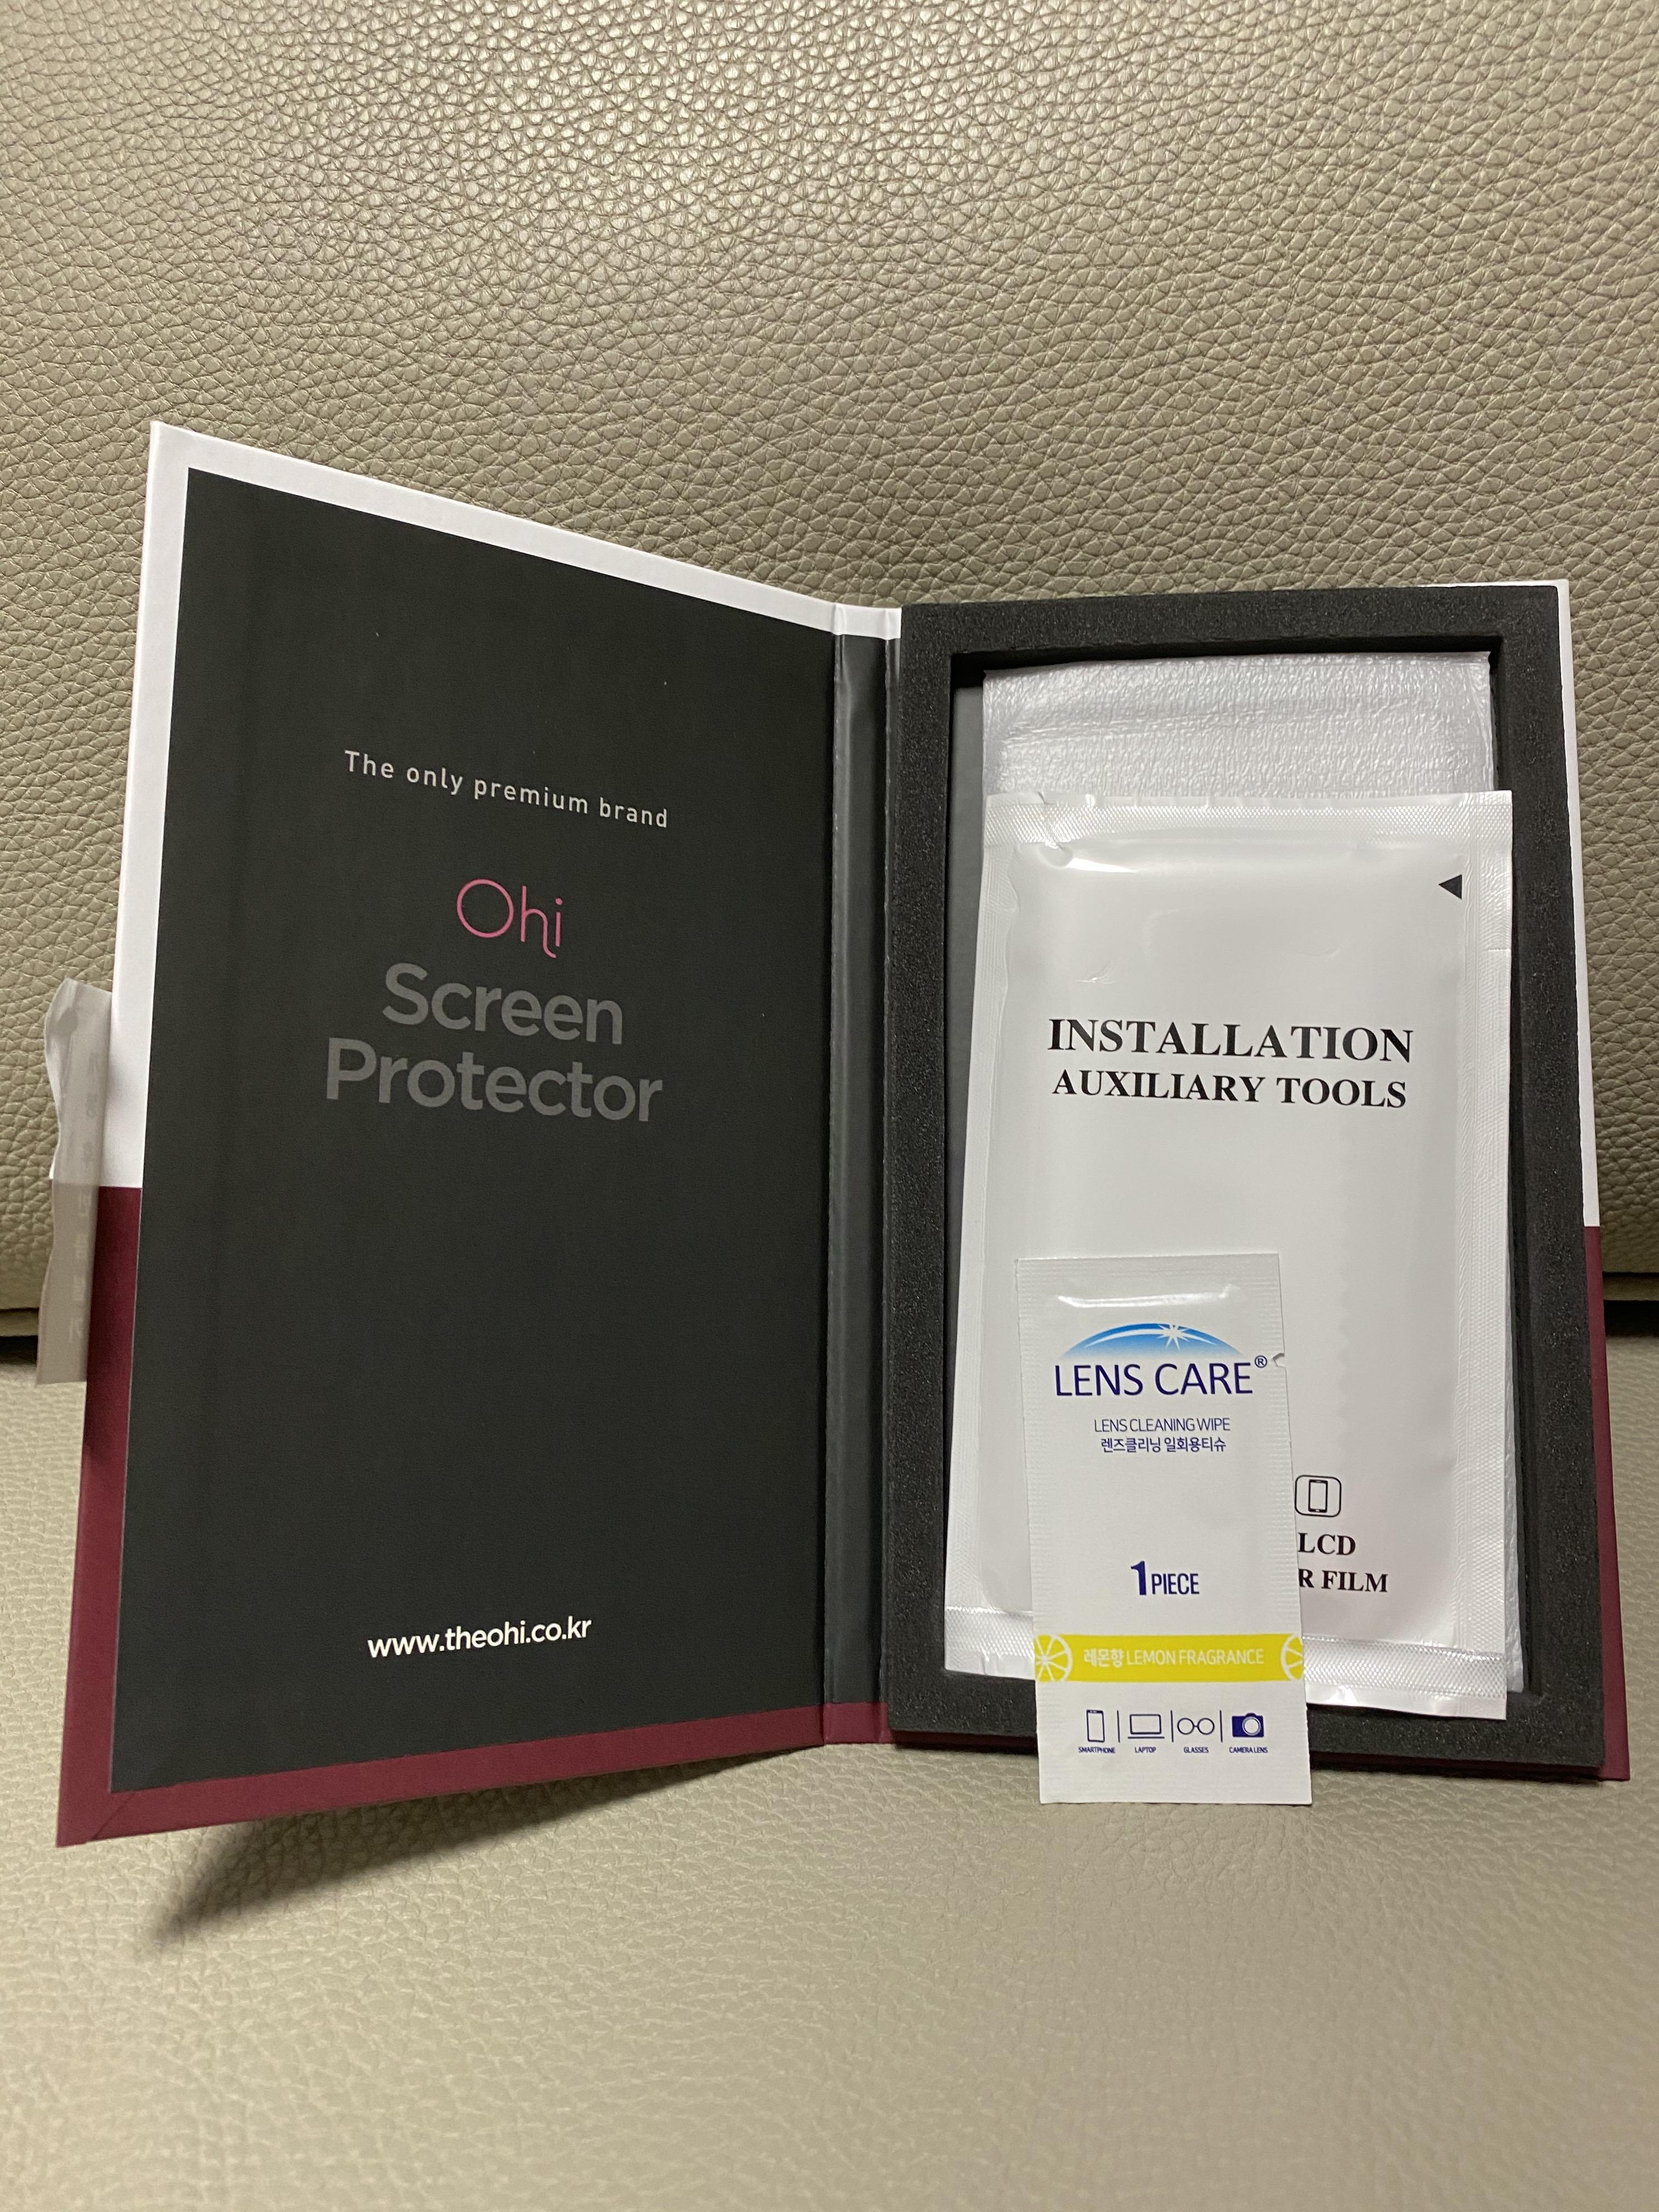 The only premium brand
Ohi
Screen
Protector
www.theohi.co.kr
INSTALLATION
AUXILIARY TOOLS
LCD
R FILM
LENS CARE®
LENS CLEANING WIPE
렌즈클리닝 일회용티슈
1 PIECE
레몬향 LEMON FRAGRANCE
SMARTPHONE LAPTOP GLASSES CAMERA LENS